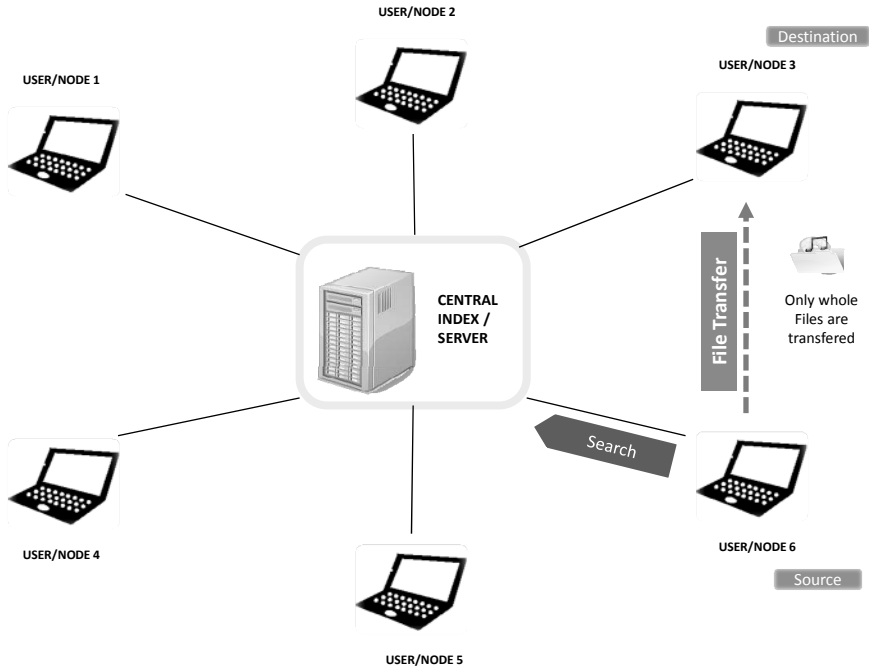 USER/NODE 2
Destination
USER/NODE 3
USER/NODE 1
CENTRAL
INDEX /
SERVER
File Transfer
Only whole
Files are
transfered
Search
USER/NODE 4
USER/NODE 6
Source
USER/NODE 5